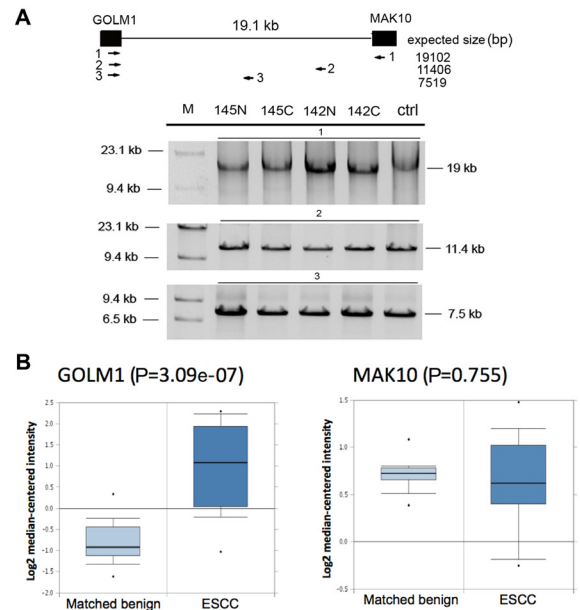 A
GOLM1
19.1 kb
MAK10
expected size (bp)
1
1
19102
2
2
11406
3
3
7519
M
145N
145C
142N
142C
ctrl
1
23.1 kb
19 kb
9.4 kb
2
23.1 kb
11.4 kb
9.4 kb
3
9.4 kb
7.5 kb
6.5 kb
B
GOLM1 (P=3.09e-07)
MAK10 (P=0.755)
Log2 median-centered intensity
2.5
2.0
1.5
1.0
0.5
0.0
-0.5
-1.0
-1.5
-2.0
Matched benign
ESCC
Log2 median-centered intensity
1.5
1.0
0.5
0.0
-0.5
Matched benign
ESCC